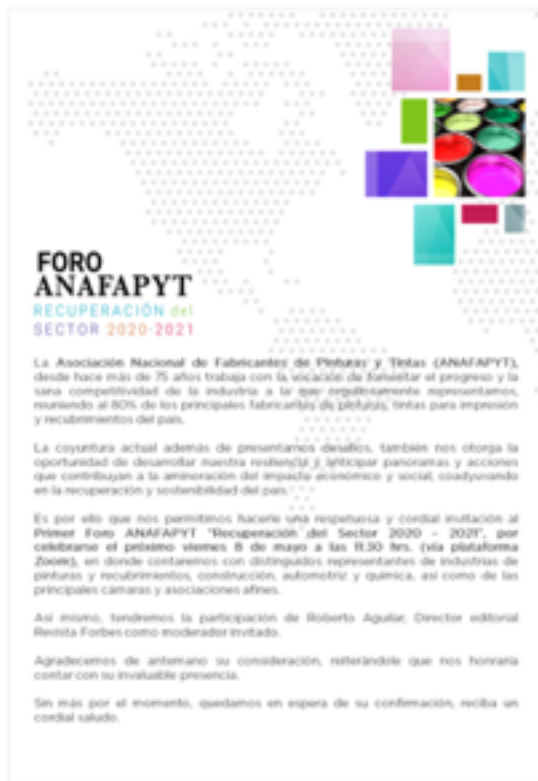 FORO
ANAFAPYT
RECUPERACIÓN del
SECTOR 2020-2021
La Asociación Nacional de Fabricantes de Pinturas y Tintas (ANAFAPYT),
desde hace más de 75 años trabaja con la vocación de fomentar el progreso y la
sana competitividad de la industria a la que orgullosamente representamos,
reuniendo al 80% de los principales fabricantes de pinturas, tintas para impresión
y recubrimientos del país.
La coyuntura actual además de presentarnos desafíos, también nos otorga la
oportunidad de desarrollar nuestra resiliencia y anticipar panoramas y acciones
que contribuyan a la aminoración del impacto económico y social, coadyuvando
en la recuperación y sostenibilidad del país.
Es por ello que nos permitimos hacerle una respetuosa y cordial invitación al
Primer Foro ANAFAPYT "Recuperación del Sector 2020 - 2021", por
celebrarse el próximo viernes 8 de mayo a las 11:30 hrs. (vía plataforma
Zoom), en donde contaremos con distinguidos representantes de industrias de
pinturas y recubrimientos, construcción, automotriz y química, así como de las
principales cámaras y asociaciones afines.
Así mismo, tendremos la participación de Roberto Aguilar, Director editorial
Revista Forbes como moderador invitado.
Agradecemos de antemano su consideración, reiterándole que nos honraría
contar con su invaluable presencia.
Sin más por el momento, quedamos en espera de su confirmación, reciba un
cordial saludo.